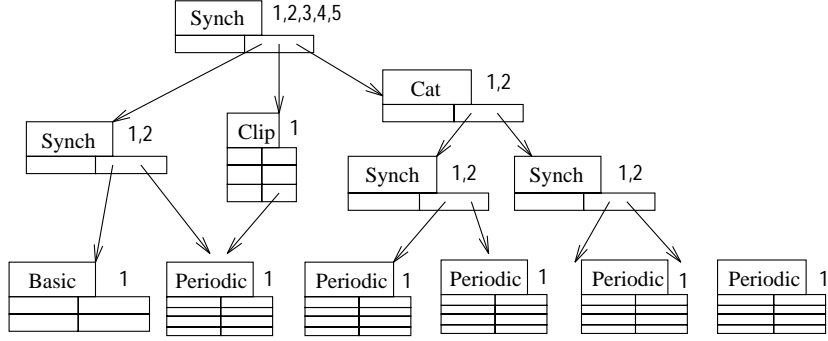 Synch 1,2,3,4,5
Cat 1,2
Synch 1,2
Clip 1
Synch 1,2
Synch 1,2
Basic 1
Periodic 1
Periodic 1
Periodic 1
Periodic 1
Periodic 1